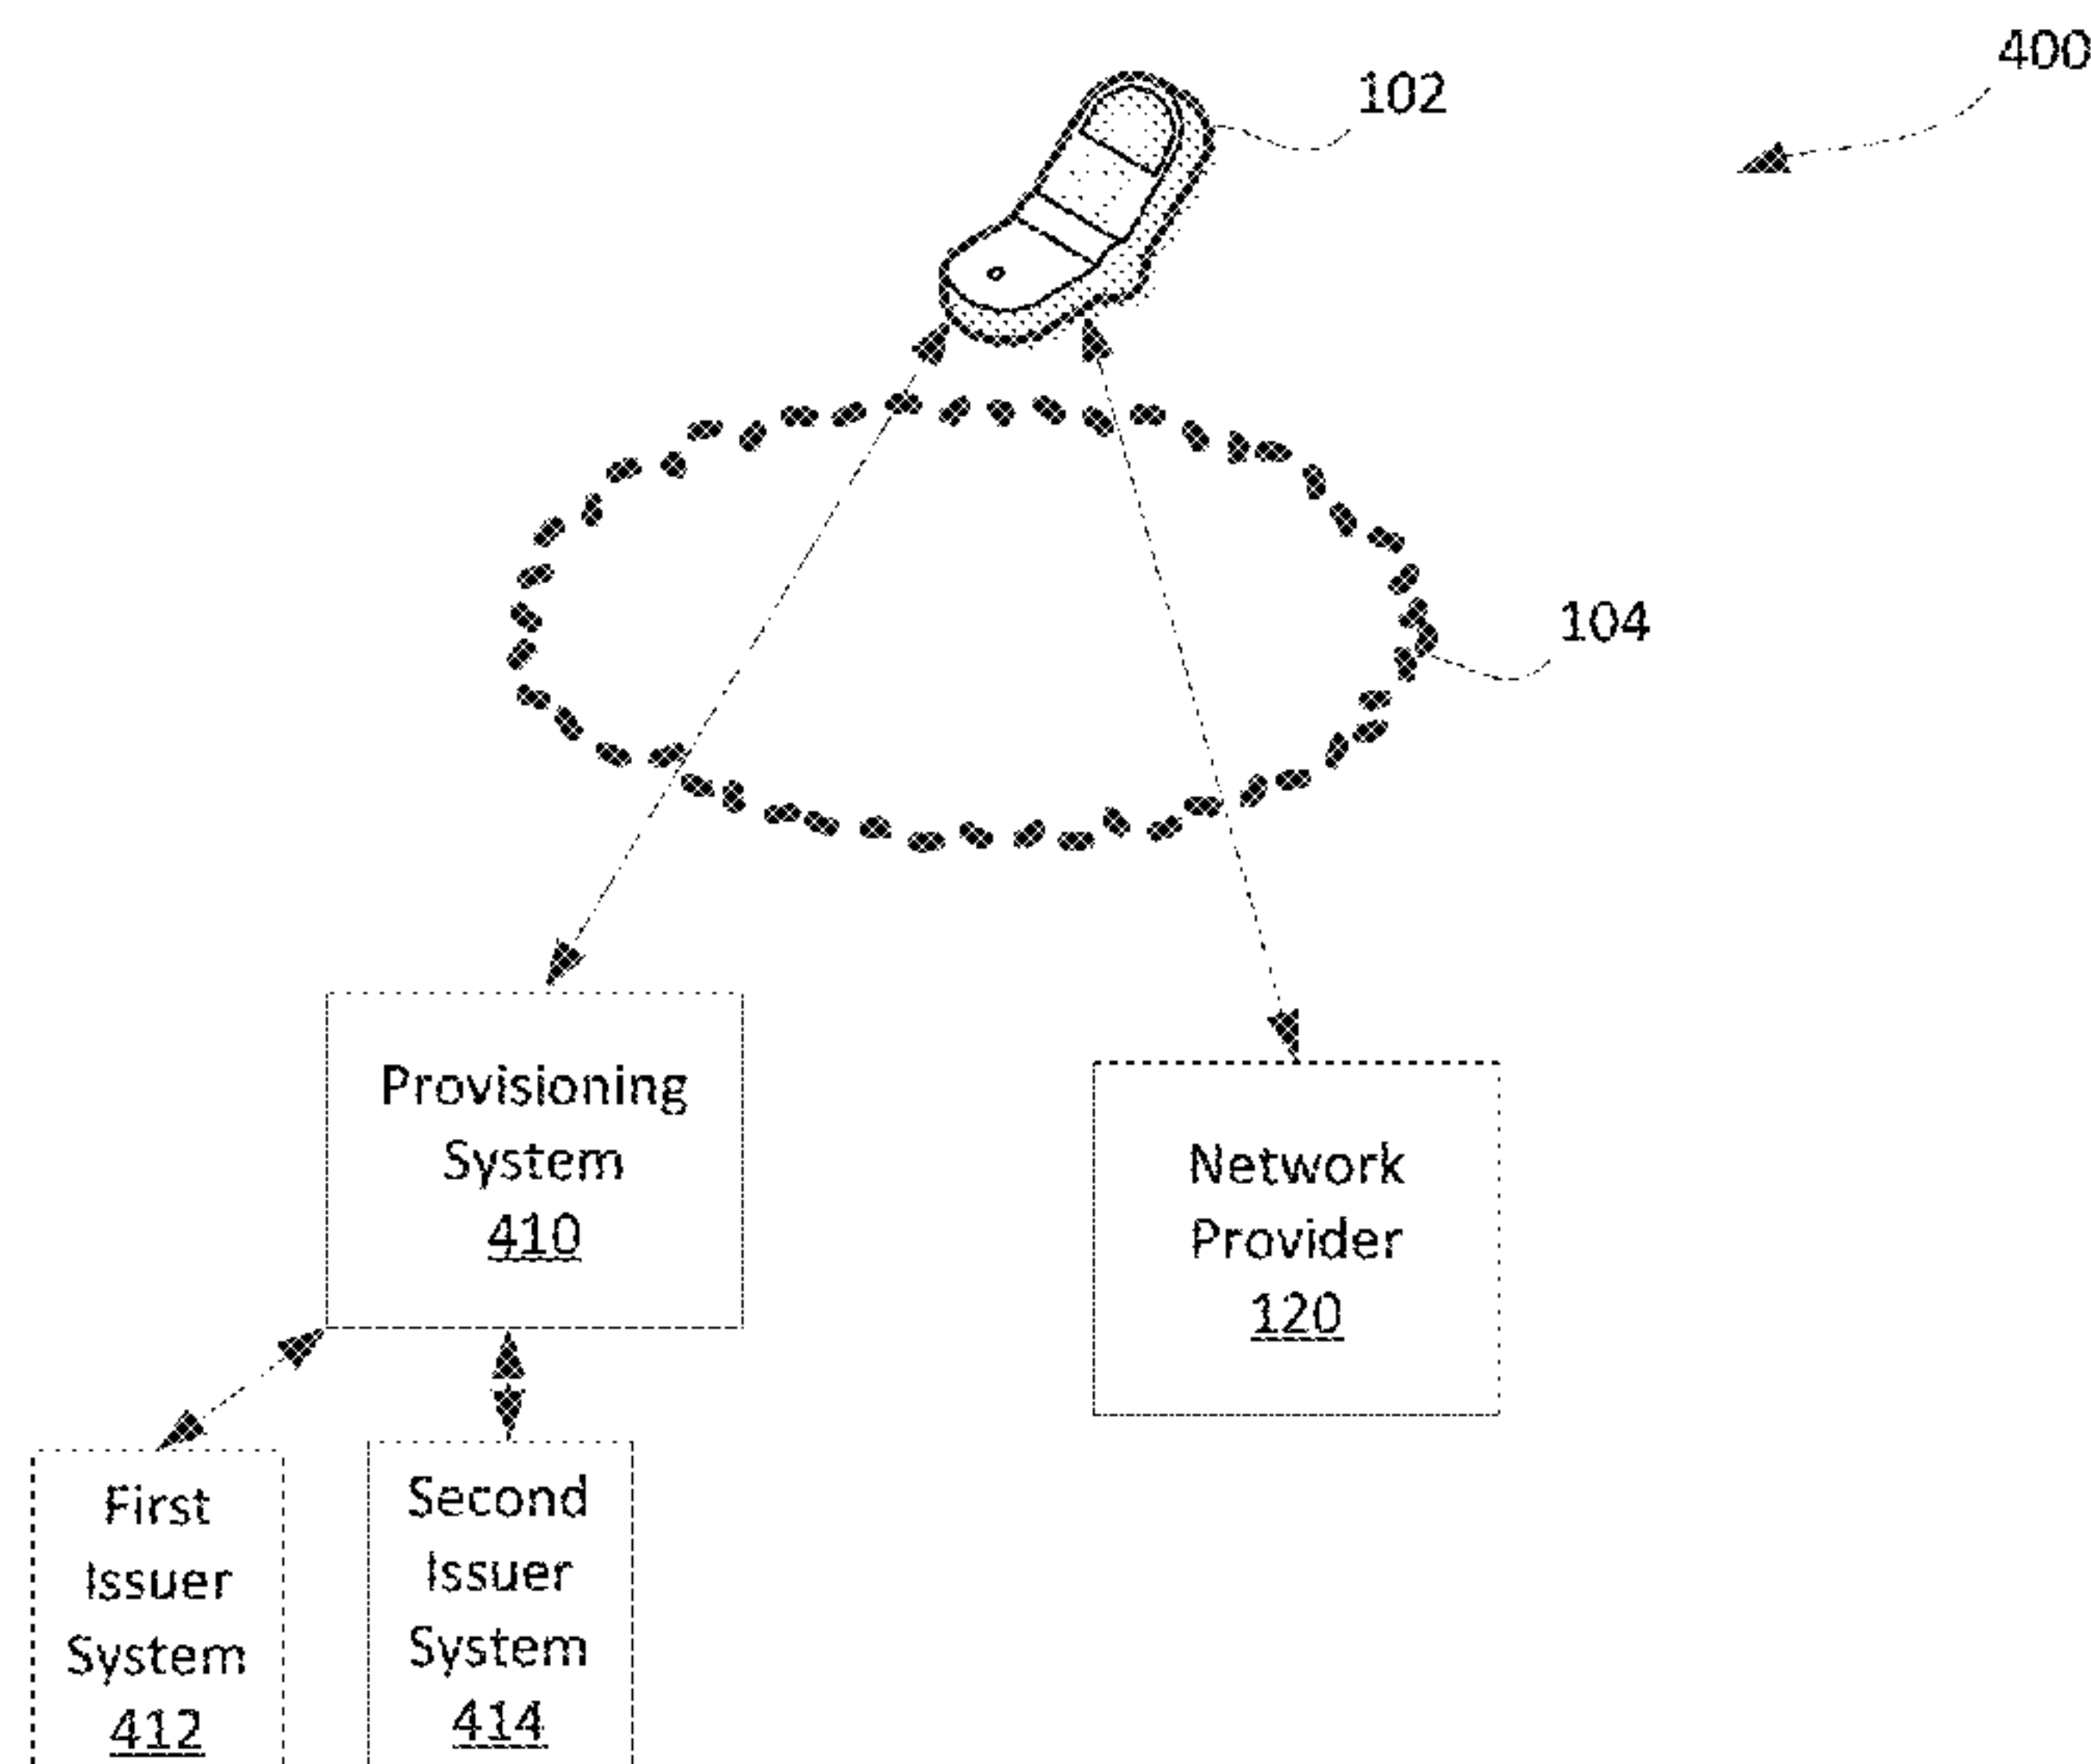 400
102
104
Provisioning
System
410
Network
Provider
120
First
Issuer
System
412
Second
Issuer
System
414